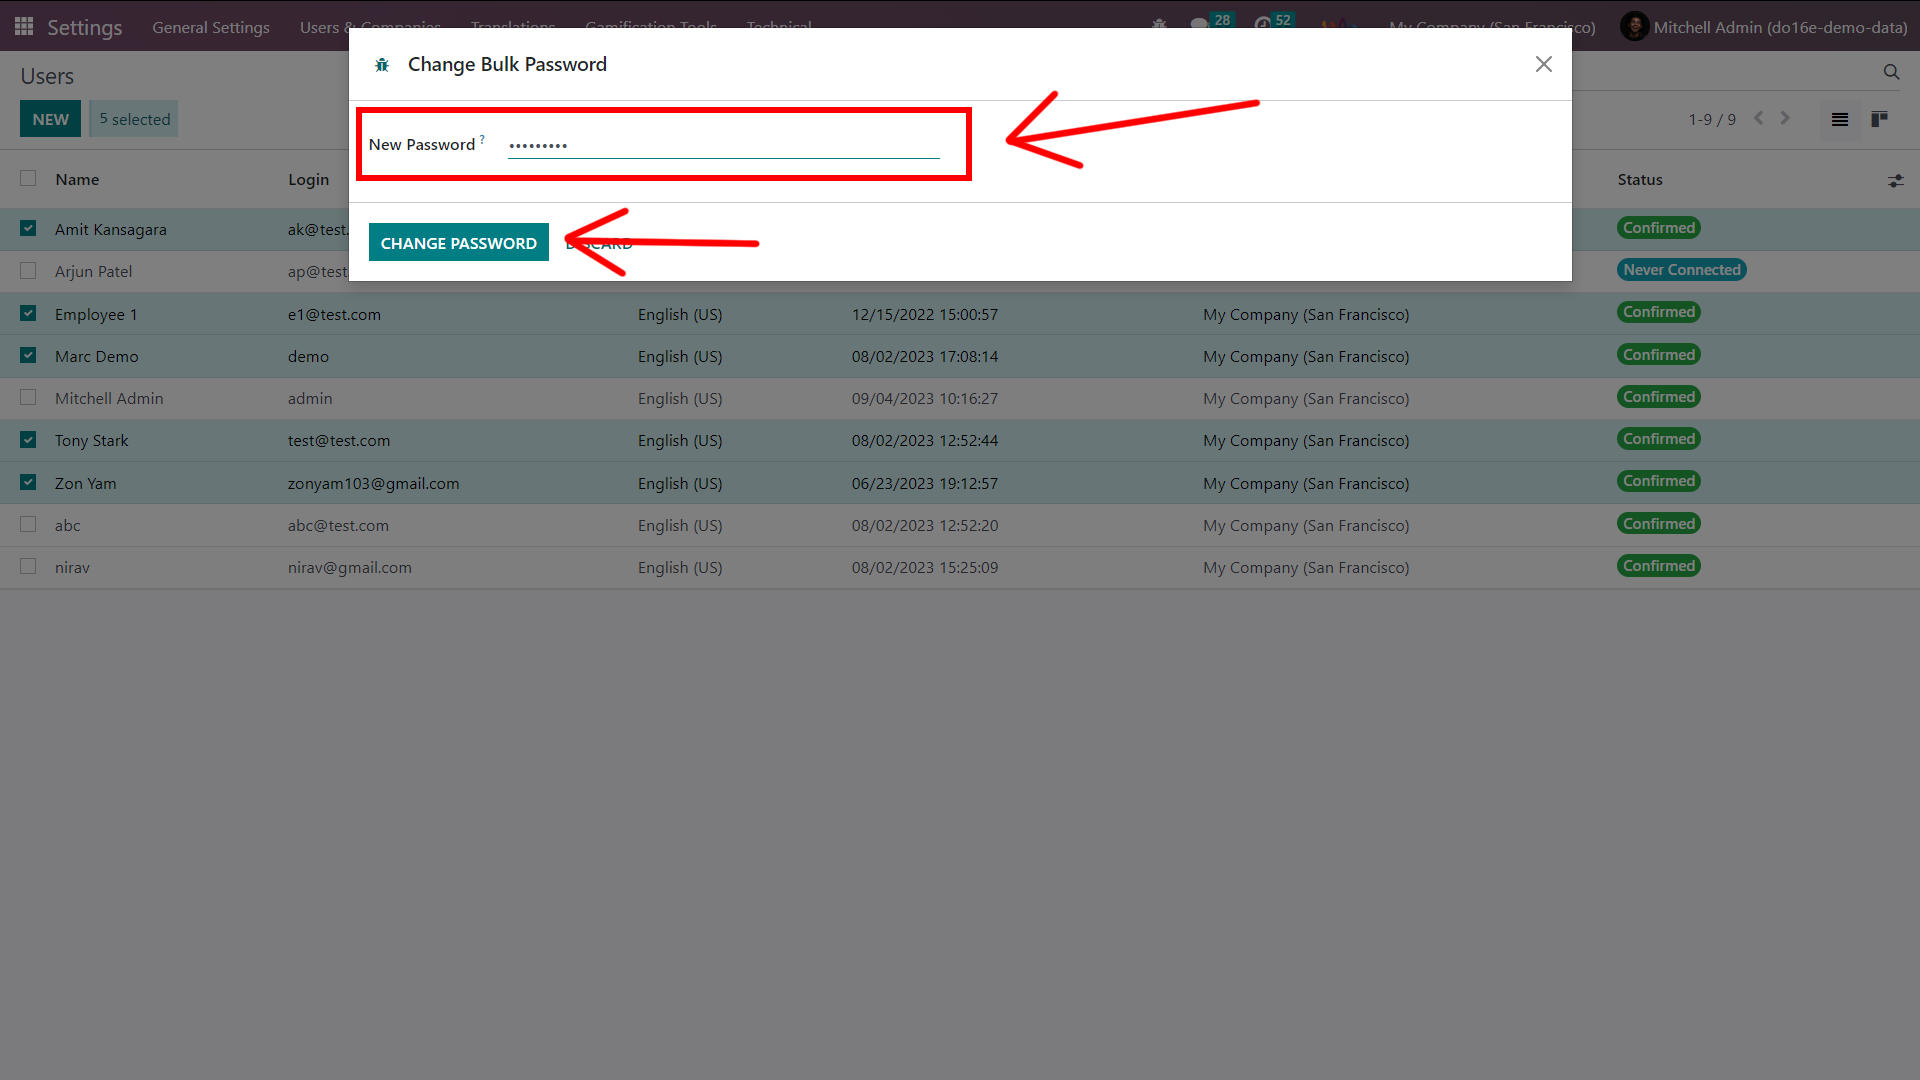 Settings General Settings Users & Companies Translations Gamification Tools Technical 28 52 My Company (San Francisco) Mitchell Admin (do16e-demo-data)
Change Bulk Password
Users
NEW 5 selected 1-9 / 9
New Password ? •••••••••
Name Login Status
CHANGE PASSWORD DISCARD
Amit Kansagara ak@test. Confirmed
Arjun Patel ap@test Never Connected
Employee 1 e1@test.com English (US) 12/15/2022 15:00:57 My Company (San Francisco) Confirmed
Marc Demo demo English (US) 08/02/2023 17:08:14 My Company (San Francisco) Confirmed
Mitchell Admin admin English (US) 09/04/2023 10:16:27 My Company (San Francisco) Confirmed
Tony Stark test@test.com English (US) 08/02/2023 12:52:44 My Company (San Francisco) Confirmed
Zon Yam zonyam103@gmail.com English (US) 06/23/2023 19:12:57 My Company (San Francisco) Confirmed
abc abc@test.com English (US) 08/02/2023 12:52:20 My Company (San Francisco) Confirmed
nirav nirav@gmail.com English (US) 08/02/2023 15:25:09 My Company (San Francisco) Confirmed